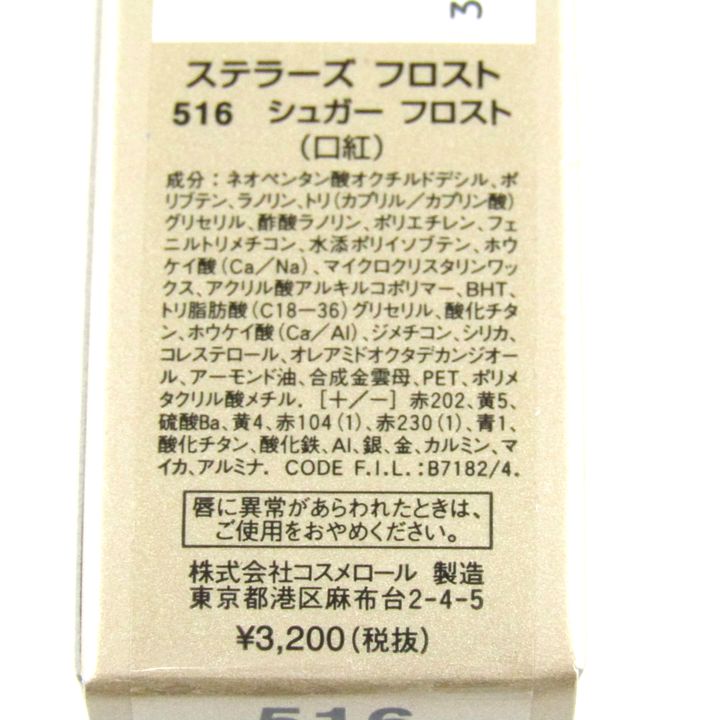 3
ステラーズ フロスト
516 シュガー フロスト
(口紅)
成分：ネオペンタン酸オクチルドデシル、ポ
リブテン、ラノリン、トリ(カプリル／カプリン酸)
グリセリル、酢酸ラノリン、ポリエチレン、フェ
ニルトリメチコン、水添ポリイソブテン、ホウ
ケイ酸(Ca／Na)、マイクロクリスタリンワッ
クス、アクリル酸アルキルコポリマー、BHT、
トリ脂肪酸(C18－36)グリセリル、酸化チタ
ン、ホウケイ酸(Ca／Al)、ジメチコン、シリカ、
コレステロール、オレアミドオクタデカンジオー
ル、アーモンド油、合成金雲母、PET、ポリメ
タクリル酸メチル. [＋／－] 赤202、黄5、
硫酸Ba、黄4、赤104(1)、赤230(1)、青1、
酸化チタン、酸化鉄、Al、銀、金、カルミン、マ
イカ、アルミナ. CODE F.I.L.:B7182/4.
唇に異常があらわれたときは、
ご使用をおやめください。
株式会社コスメロール 製造
東京都港区麻布台2-4-5
¥3,200(税抜)
516